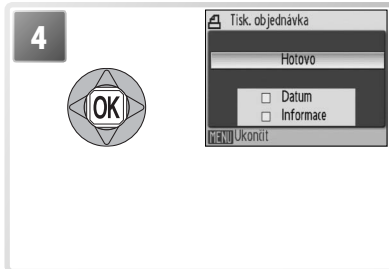 4
OK
Tisk. objednávka
Hotovo
Datum
Informace
MENU Ukončit